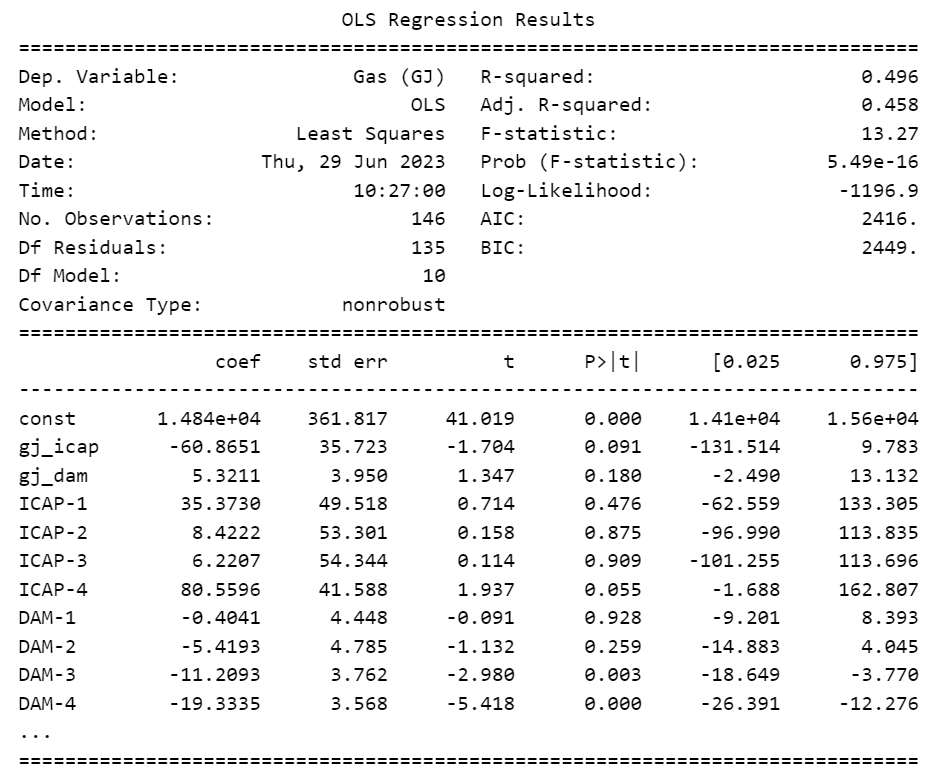 OLS Regression Results
==============================================================================
Dep. Variable: Gas (GJ) R-squared: 0.496
Model: OLS Adj. R-squared: 0.458
Method: Least Squares F-statistic: 13.27
Date: Thu, 29 Jun 2023 Prob (F-statistic): 5.49e-16
Time: 10:27:00 Log-Likelihood: -1196.9
No. Observations: 146 AIC: 2416.
Df Residuals: 135 BIC: 2449.
Df Model: 10
Covariance Type: nonrobust
==============================================================================
coef std err t P>|t| [0.025 0.975]
------------------------------------------------------------------------------
const 1.484e+04 361.817 41.019 0.000 1.41e+04 1.56e+04
gj_icap -60.8651 35.723 -1.704 0.091 -131.514 9.783
gj_dam 5.3211 3.950 1.347 0.180 -2.490 13.132
ICAP-1 35.3730 49.518 0.714 0.476 -62.559 133.305
ICAP-2 8.4222 53.301 0.158 0.875 -96.990 113.835
ICAP-3 6.2207 54.344 0.114 0.909 -101.255 113.696
ICAP-4 80.5596 41.588 1.937 0.055 -1.688 162.807
DAM-1 -0.4041 4.448 -0.091 0.928 -9.201 8.393
DAM-2 -5.4193 4.785 -1.132 0.259 -14.883 4.045
DAM-3 -11.2093 3.762 -2.980 0.003 -18.649 -3.770
DAM-4 -19.3335 3.568 -5.418 0.000 -26.391 -12.276
...
==============================================================================